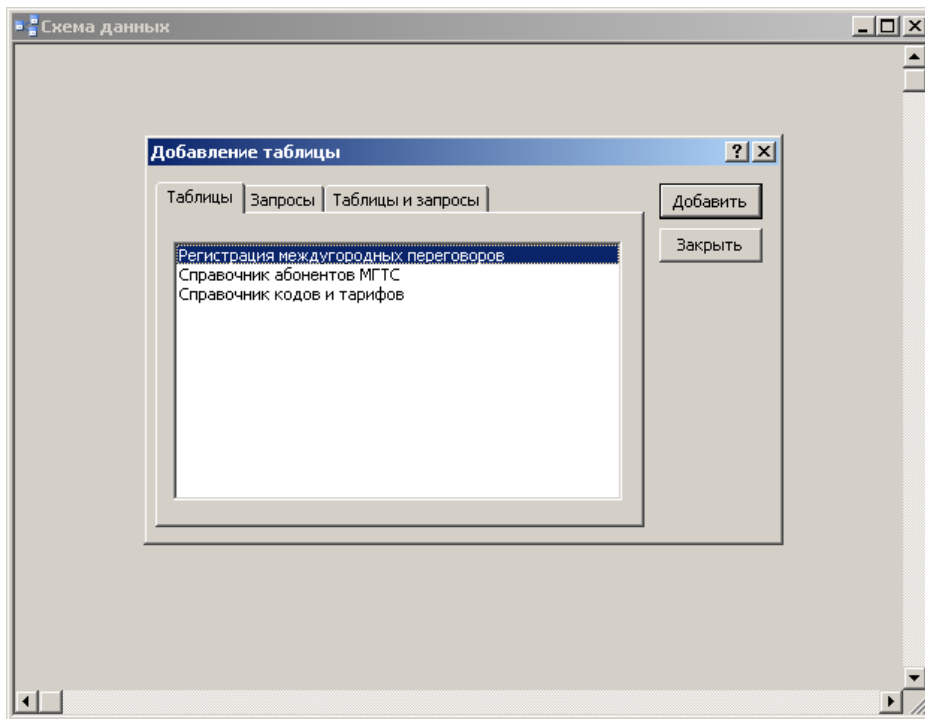 Схема данных
Добавление таблицы
Таблицы Запросы Таблицы и запросы
Добавить
Закрыть
Регистрация междугородных переговоров
Справочник абонентов МГТС
Справочник кодов и тарифов